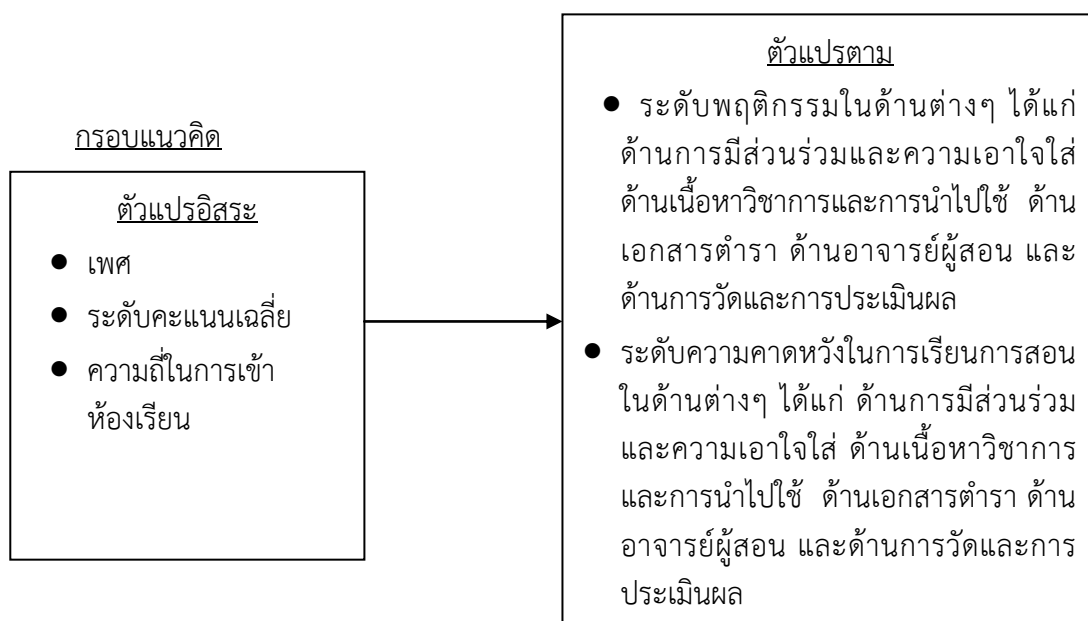 กรอบแนวคิด
ตัวแปรอิสระ
● เพศ
● ระดับคะแนนเฉลี่ย
● ความถี่ในการเข้า
ห้องเรียน
ตัวแปรตาม
● ระดับพฤติกรรมในด้านต่างๆ ได้แก่
ด้านการมีส่วนร่วมและความเอาใจใส่
ด้านเนื้อหาวิชาการและการนำไปใช้ ด้าน
เอกสารตำรา ด้านอาจารย์ผู้สอน และ
ด้านการวัดและการประเมินผล
● ระดับความคาดหวังในการเรียนการสอน
ในด้านต่างๆ ได้แก่ ด้านการมีส่วนร่วม
และความเอาใจใส่ ด้านเนื้อหาวิชาการ
และการนำไปใช้ ด้านเอกสารตำรา ด้าน
อาจารย์ผู้สอน และด้านการวัดและการ
ประเมินผล